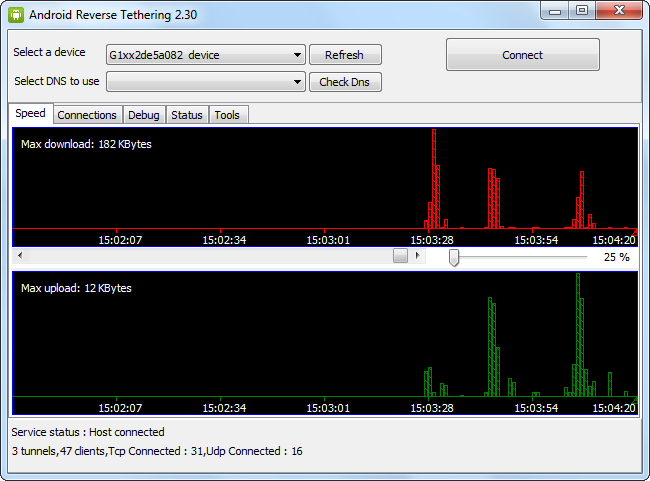 Android Reverse Tethering 2.30
Select a device G1xx2de5a082 device Refresh Connect
Select DNS to use Check Dns
Speed Connections Debug Status Tools
Max download: 182 KBytes
15:02:07 15:02:34 15:03:01 15:03:28 15:03:54 15:04:20
25 %
Max upload: 12 KBytes
15:02:07 15:02:34 15:03:01 15:03:28 15:03:54 15:04:20
Service status : Host connected
3 tunnels,47 clients,Tcp Connected : 31,Udp Connected : 16